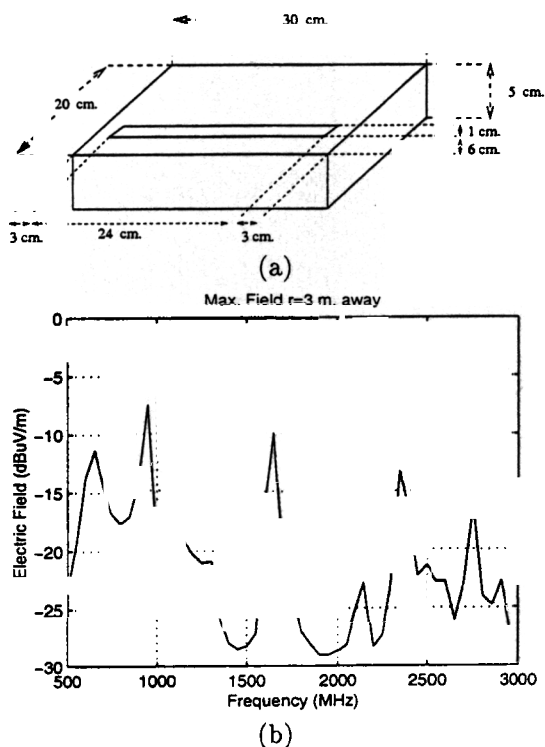 30 cm.
20 cm.
5 cm.
1 cm.
6 cm.
3 cm.
24 cm.
3 cm.
(a)
Max. Field r=3 m. away
Electric Field (dBuV/m)
0
−5
−10
−15
−20
−25
−30
500
1000
1500
2000
2500
3000
Frequency (MHz)
(b)